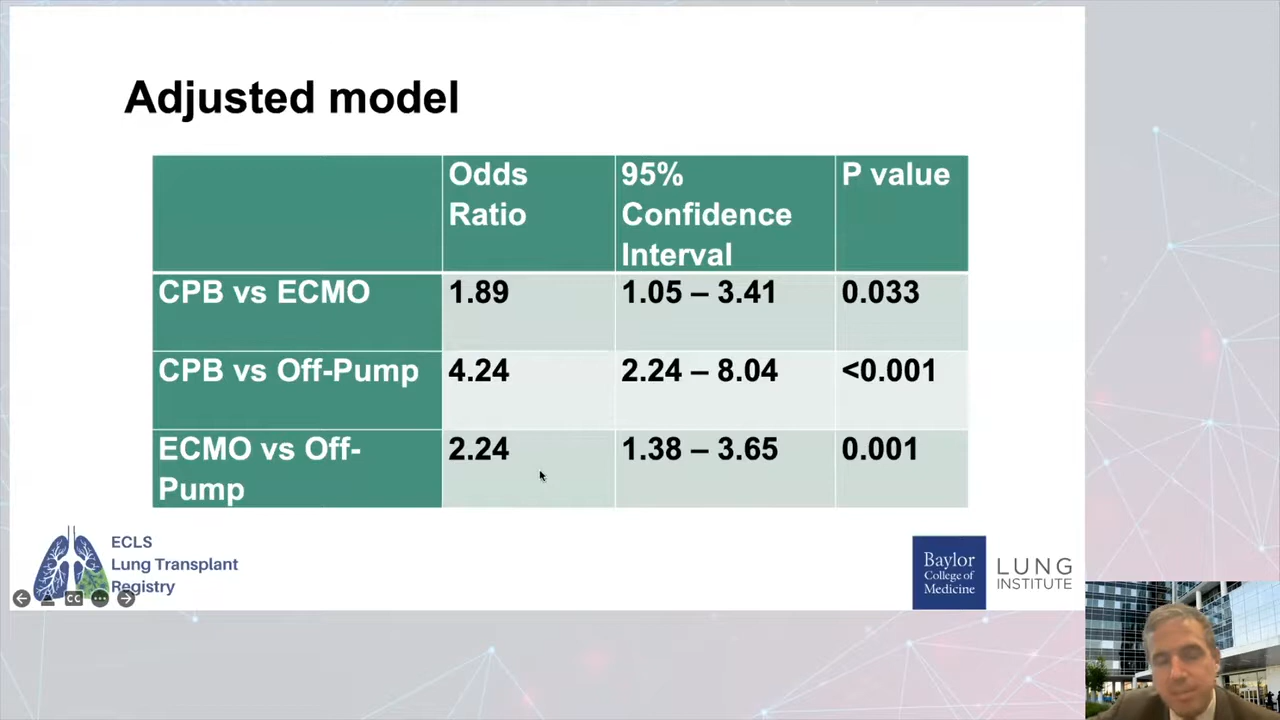 Adjusted model
Odds
Ratio
95%
Confidence
Interval
P value
CPB vs ECMO
1.89
1.05 – 3.41
0.033
CPB vs Off-Pump
4.24
2.24 – 8.04
<0.001
ECMO vs Off-
Pump
2.24
1.38 – 3.65
0.001
ECLS
Lung Transplant
Registry
CC
Baylor
College of
Medicine
LUNG
INSTITUTE